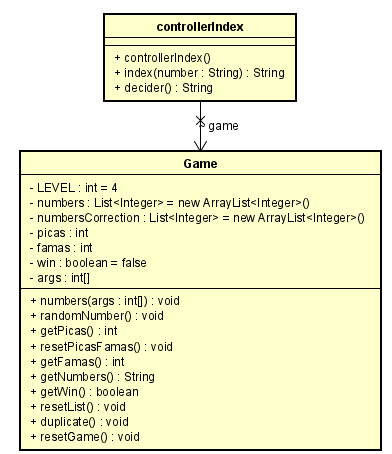 controllerIndex
+ controllerIndex()
+ index(number : String) : String
+ decider() : String
game
Game
- LEVEL : int = 4
- numbers : List<Integer> = new ArrayList<Integer>()
- numbersCorrection : List<Integer> = new ArrayList<Integer>()
- picas : int
- famas : int
- win : boolean = false
- args : int[]
+ numbers(args : int[]) : void
+ randomNumber() : void
+ getPicas() : int
+ resetPicasFamas() : void
+ getFamas() : int
+ getNumbers() : String
+ getWin() : boolean
+ resetList() : void
+ duplicate() : void
+ resetGame() : void